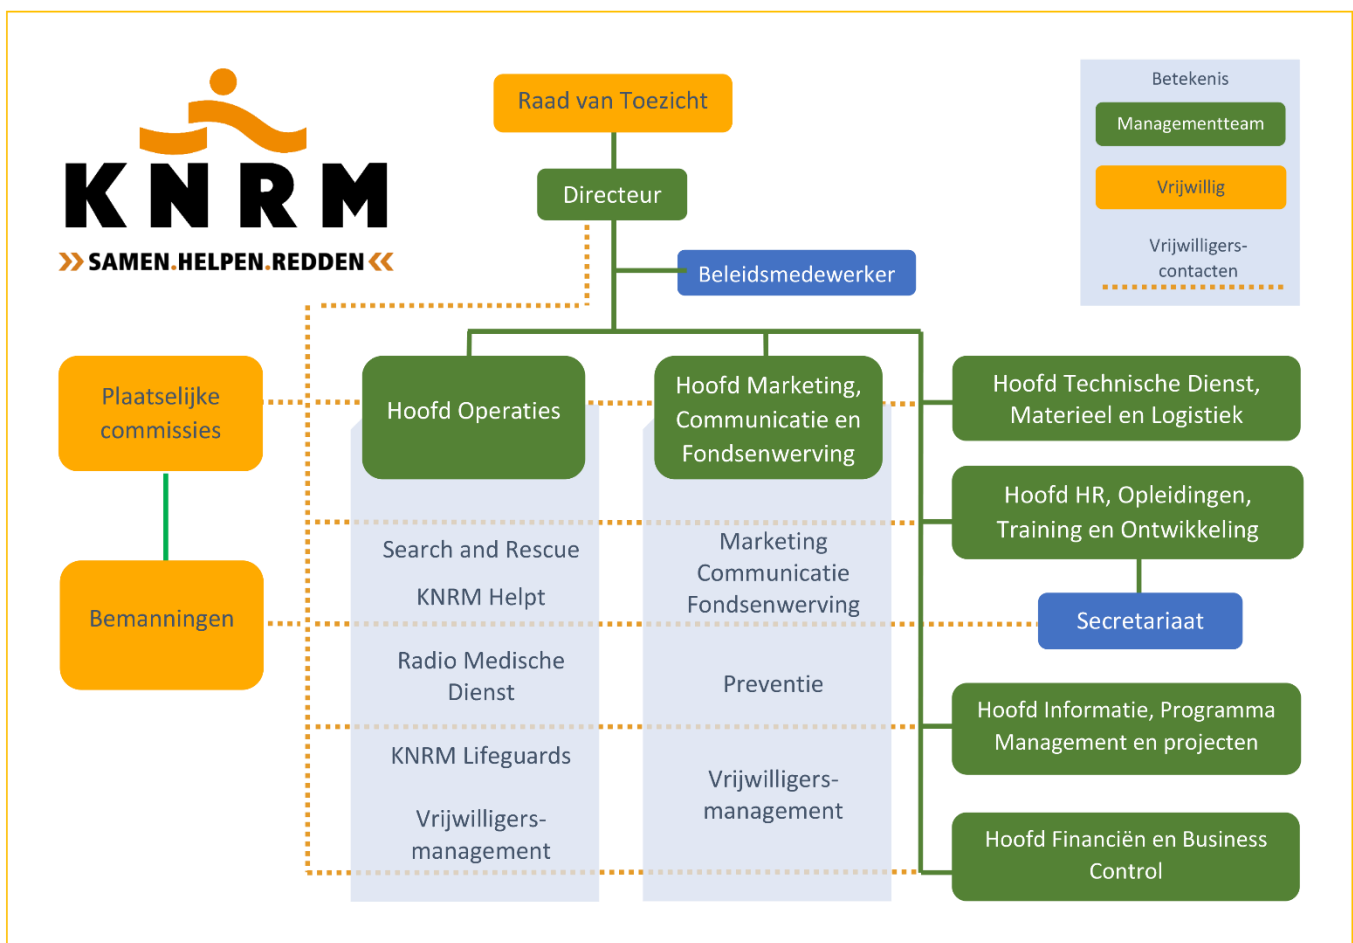 KNRM
SAMEN.HELPEN.REDDEN
Raad van Toezicht
Directeur
Beleidsmedewerker
Betekenis
Managementteam
Vrijwillig
Vrijwilligers-
contacten
Plaatselijke
commissies
Bemanningen
Hoofd Operaties
Search and Rescue
KNRM Helpt
Radio Medische
Dienst
KNRM Lifeguards
Vrijwilligers-
management
Hoofd Marketing,
Communicatie en
Fondsenwerving
Marketing
Communicatie
Fondsenwerving
Preventie
Vrijwilligers-
management
Hoofd Technische Dienst,
Materieel en Logistiek
Hoofd HR, Opleidingen,
Training en Ontwikkeling
Secretariaat
Hoofd Informatie, Programma
Management en projecten
Hoofd Financiën en Business
Control